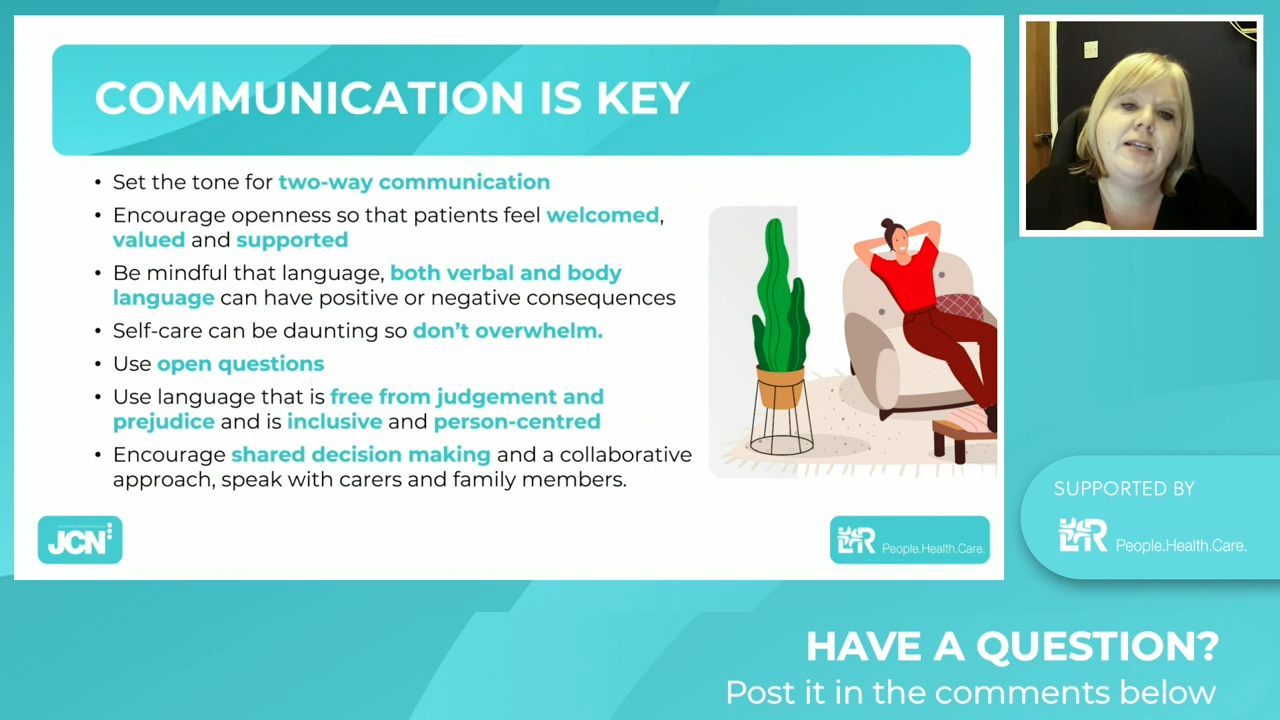 COMMUNICATION IS KEY
• Set the tone for two-way communication
• Encourage openness so that patients feel welcomed,
valued and supported
• Be mindful that language, both verbal and body
language can have positive or negative consequences
• Self-care can be daunting so don’t overwhelm.
• Use open questions
• Use language that is free from judgement and
prejudice and is inclusive and person-centred
• Encourage shared decision making and a collaborative
approach, speak with carers and family members.
JCN
L&R People.Health.Care.
SUPPORTED BY
L&R People.Health.Care.
HAVE A QUESTION?
Post it in the comments below